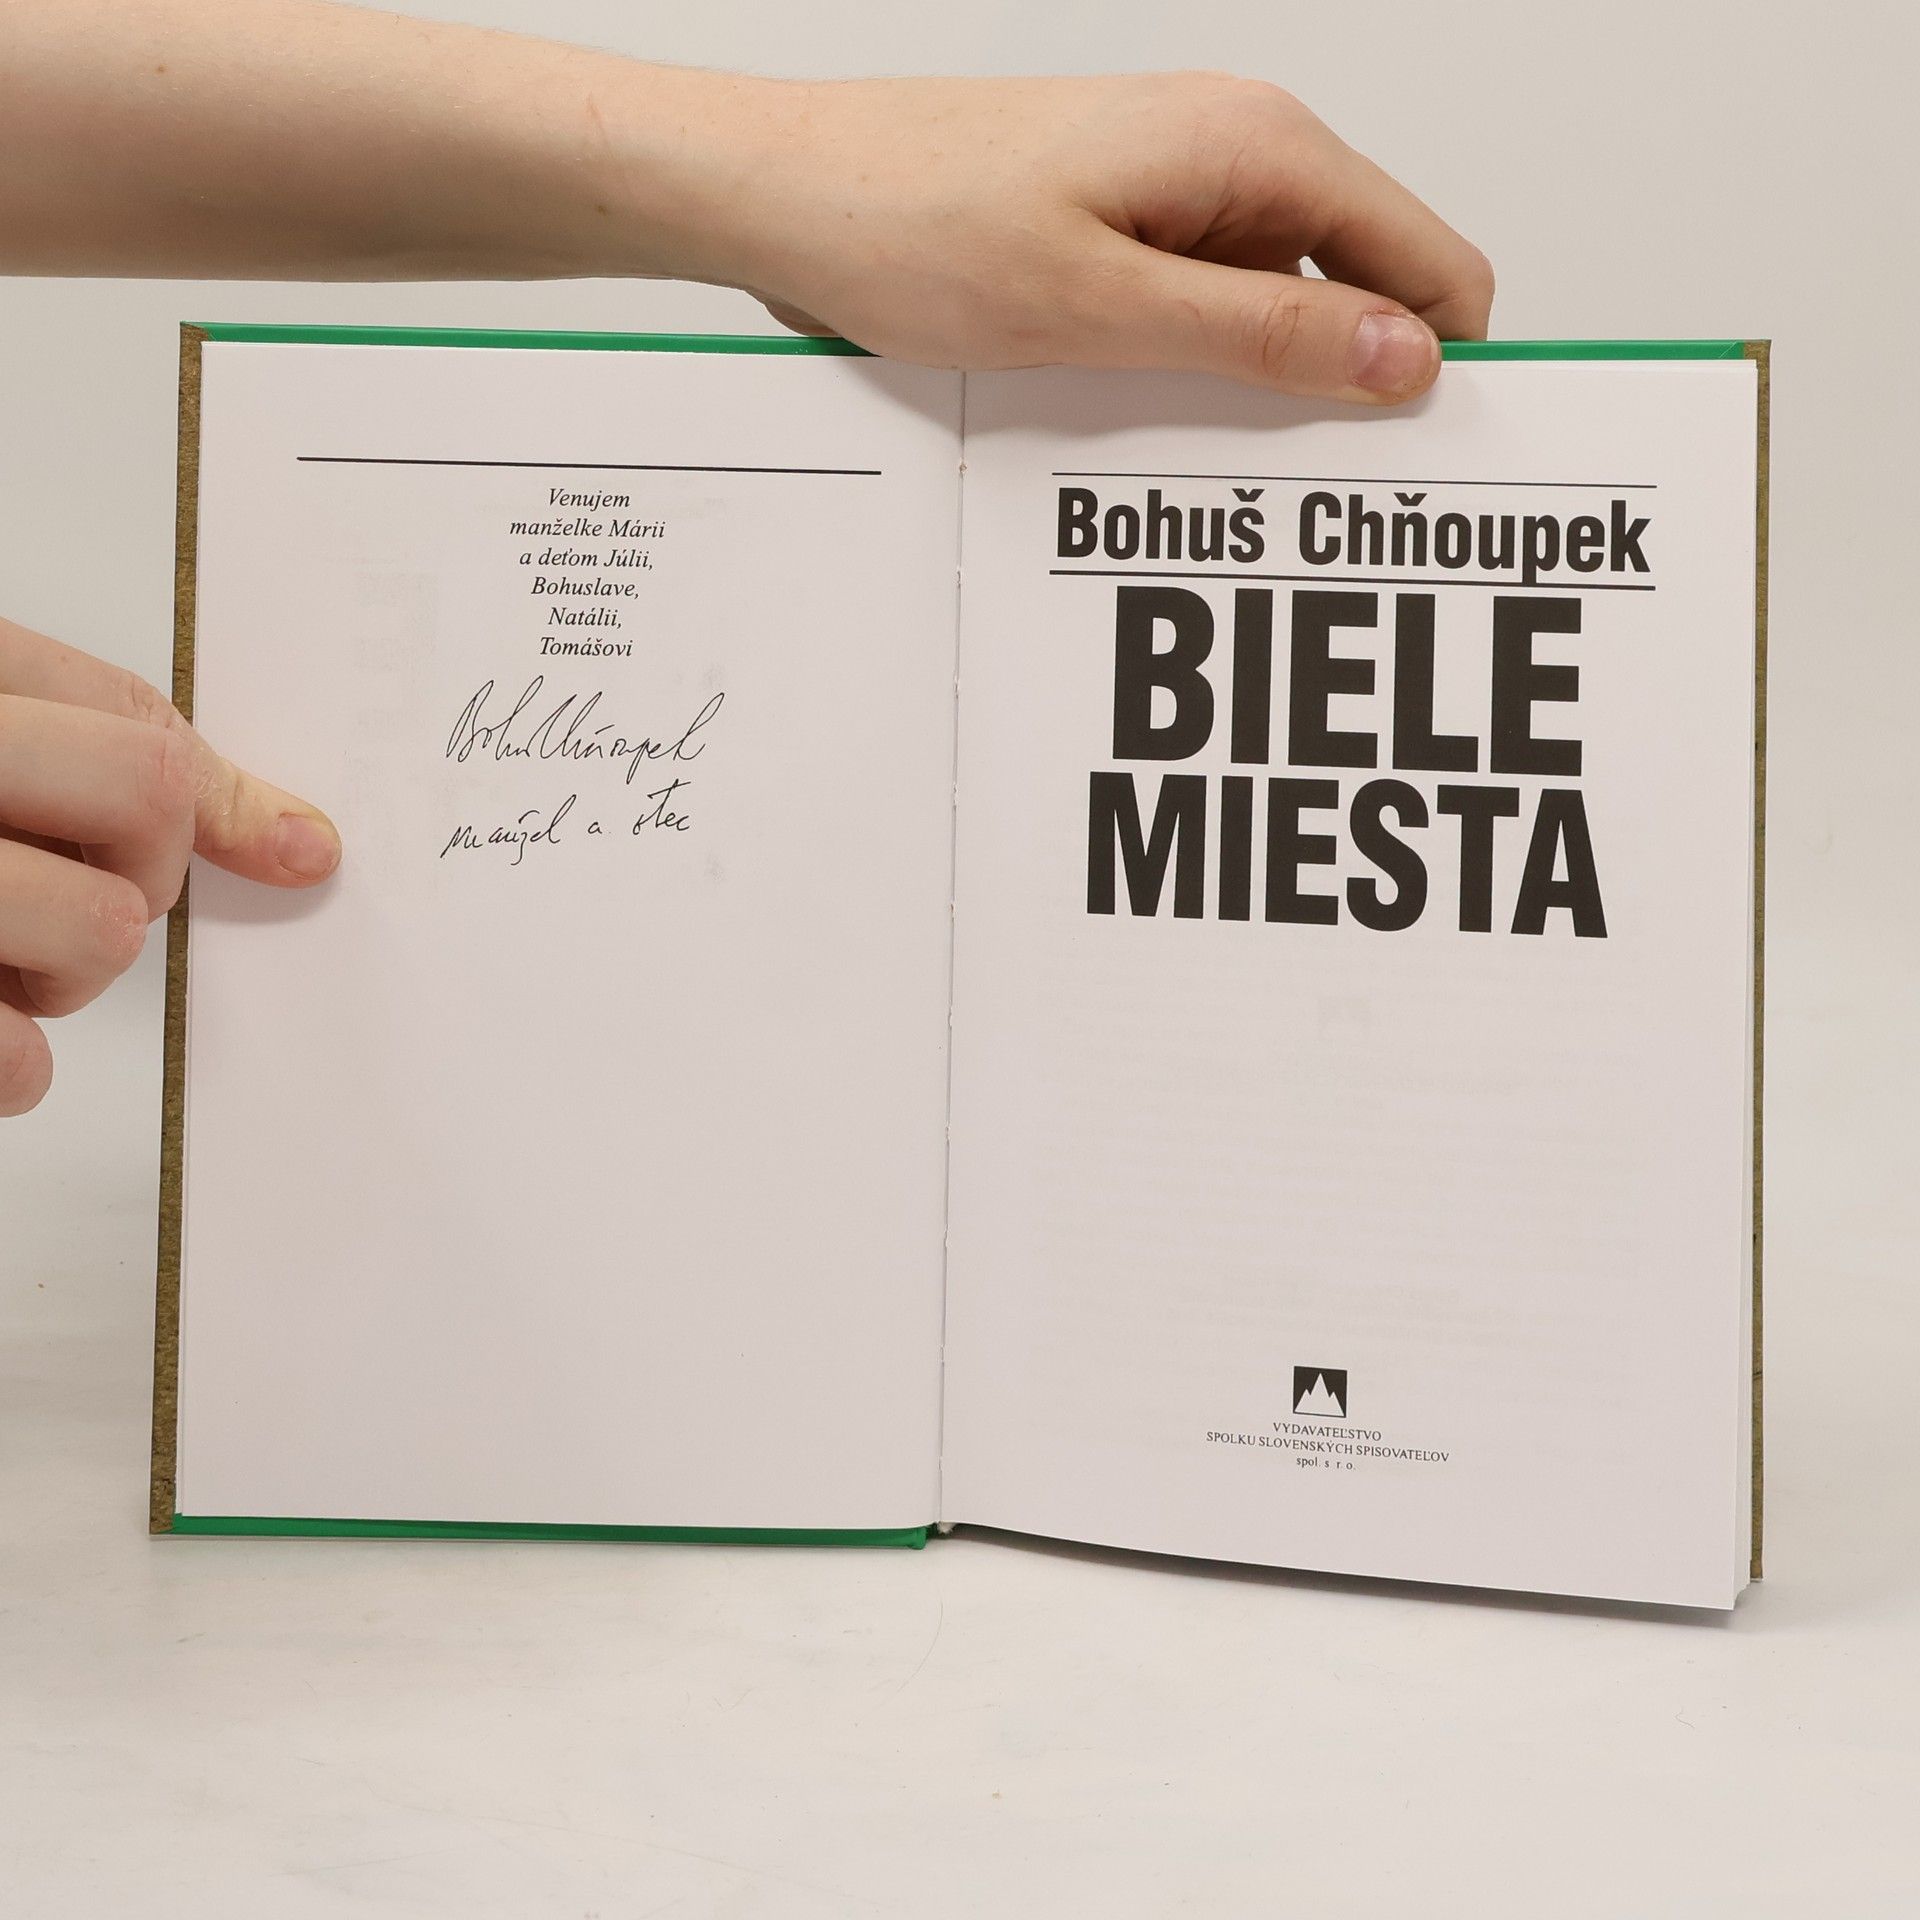 Venujem
manželke Márii
a deťom Júlii,
Bohuslave,
Natálii,
Tomášovi
Bohuš Chňoupek
manžel a otec
Bohuš Chňoupek
BIELE
MIESTA
VYDAVATEĽSTVO
SPOLKU SLOVENSKÝCH SPISOVATEĽOV
spol. s r. o.